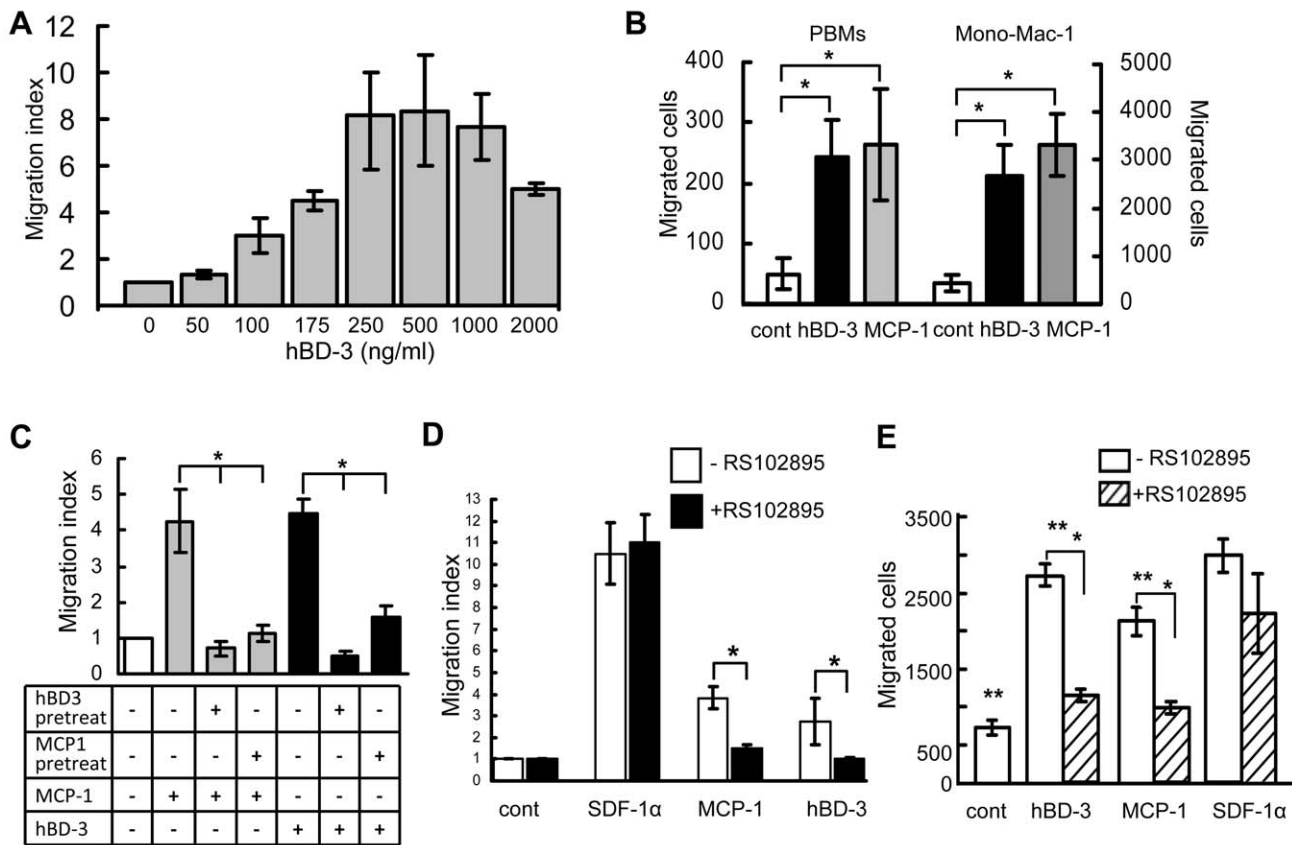 A
Migration index
12
10
8
6
4
2
1
0
0 50 100 175 250 500 1000 2000
hBD-3 (ng/ml)
B
PBMs Mono-Mac-1
Migrated cells
400
300
200
100
0
* *
* *
5000
4000
3000
2000
1000
0
Migrated cells
cont hBD-3 MCP-1 cont hBD-3 MCP-1
C
Migration index
6
5
4
3
2
1
0
* *
hBD3 pretreat - - + - - + -
MCP1 pretreat - - - + - - +
MCP-1 - + + + - - -
hBD-3 - - - - + + +
D
- RS102895
+RS102895
Migration index
13
12
11
10
9
8
7
6
5
4
3
2
1
0
* *
cont SDF-1α MCP-1 hBD-3
E
- RS102895
+RS102895
Migrated cells
3500
2500
1500
500
0
** ** * ** *
cont hBD-3 MCP-1 SDF-1α